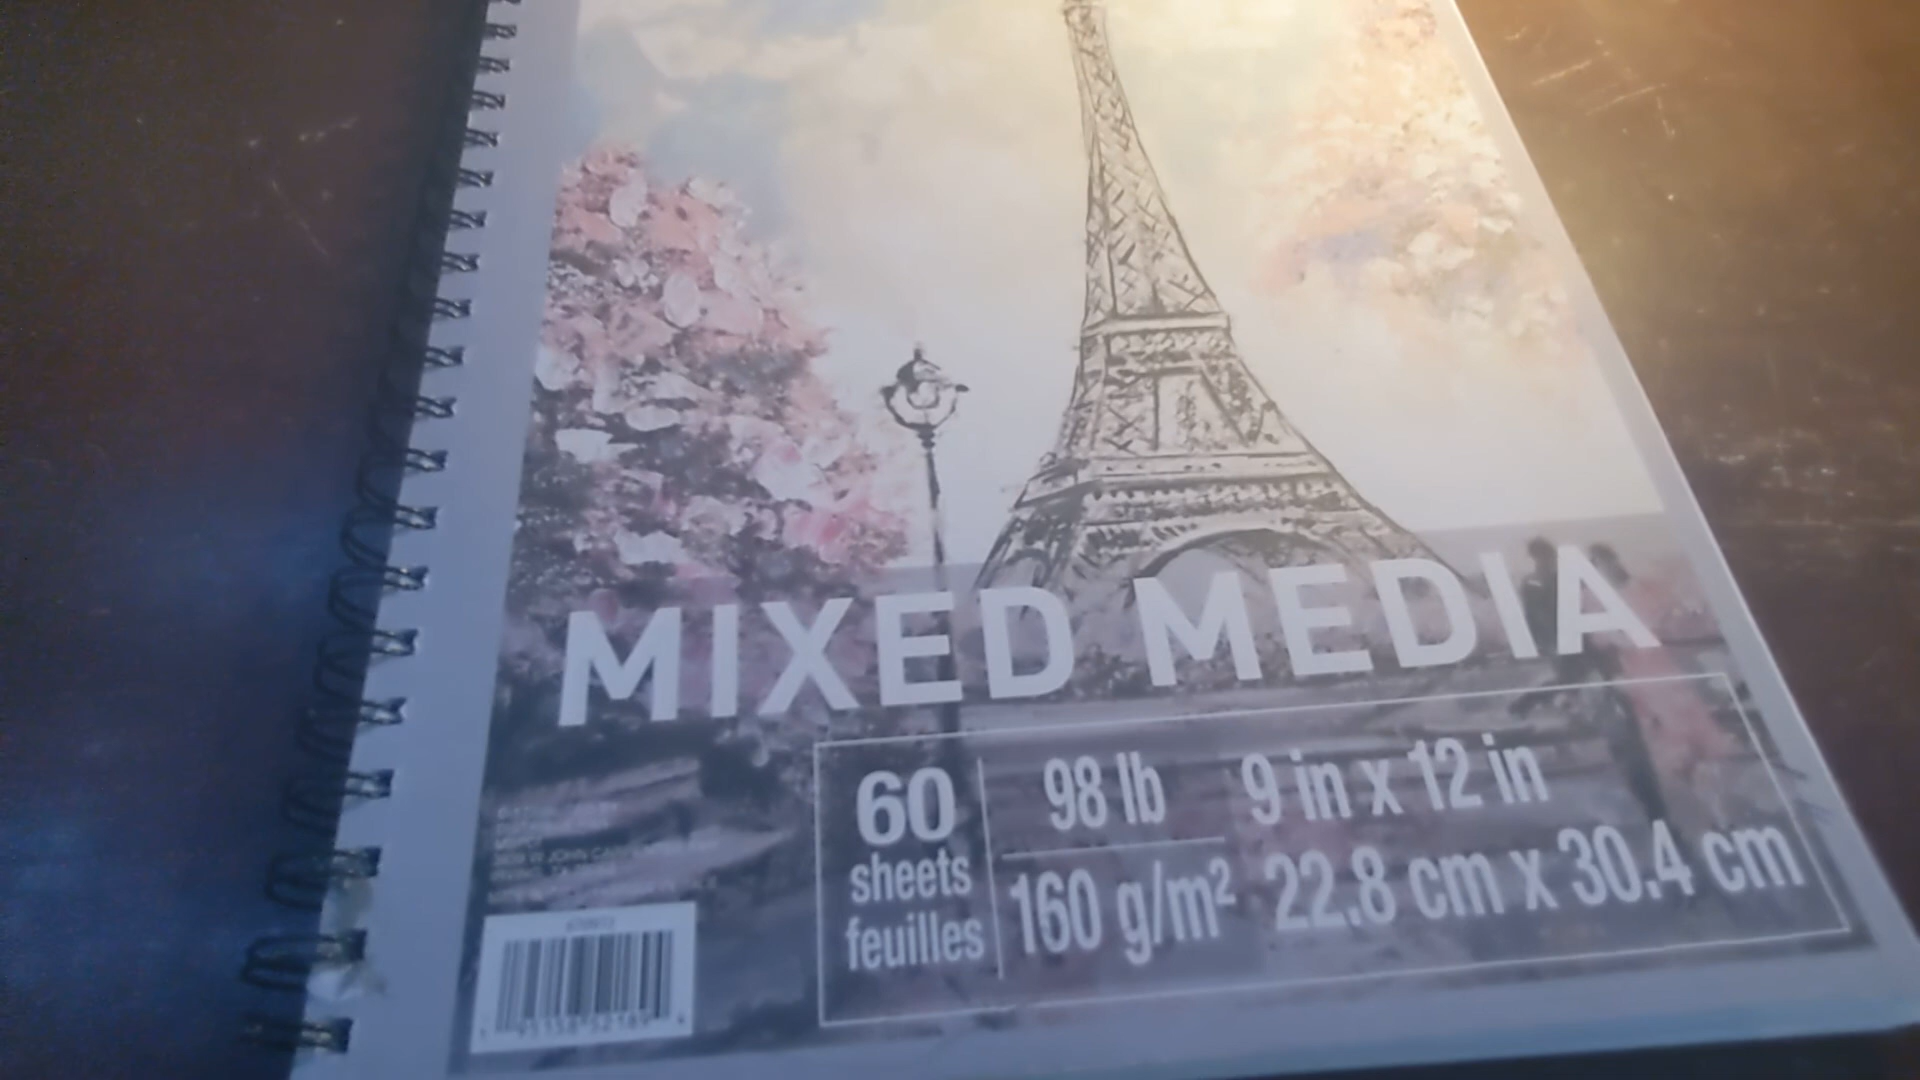 MIXED MEDIA
60
sheets
feuilles
98 lb
160 g/m²
9 in x 12 in
22.8 cm x 30.4 cm